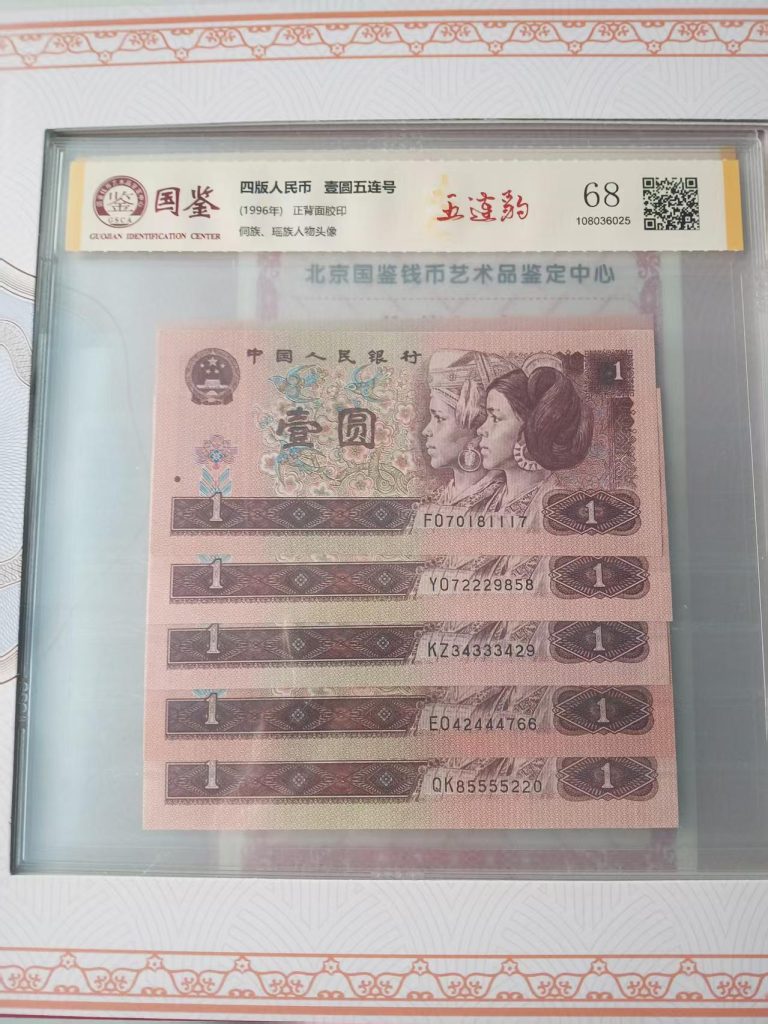 国鉴
鉴
GSCA
GUOJIAN IDENTIFICATION CENTER
四版人民币 壹圆五连号
(1996年) 正背面胶印
侗族、瑶族人物头像
五连豹
68
108036025
北京国鉴钱币艺术品鉴定中心
中国人民银行
1
壹圆
1 F070181117 1
1 Y072229858 1
1 KZ34333429 1
1 E042444766 1
1 QK85555220 1